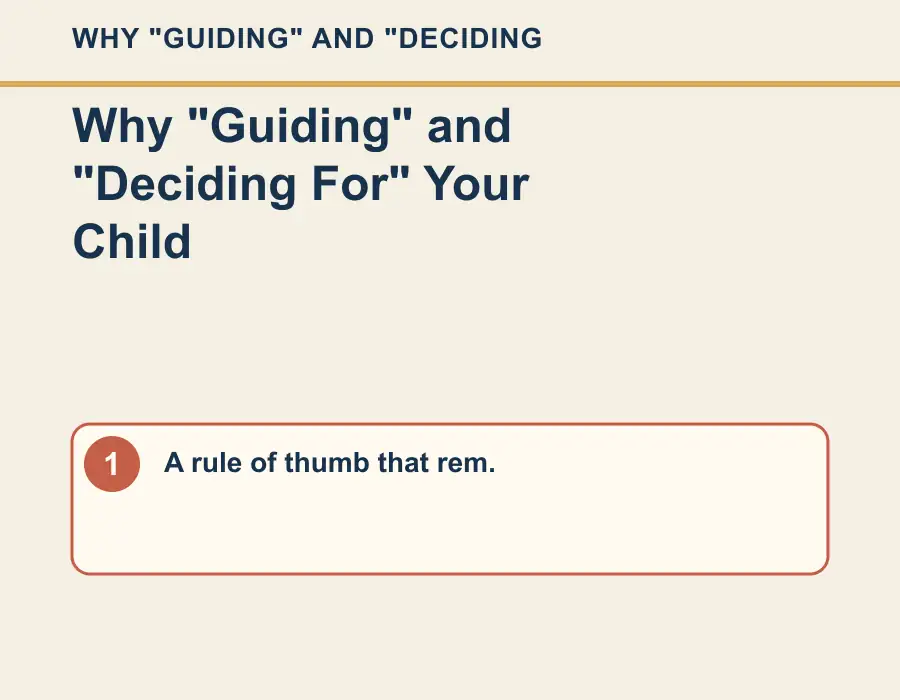 WHY "GUIDING" AND "DECIDING
Why "Guiding" and
"Deciding For" Your
Child
1
A rule of thumb that rem.